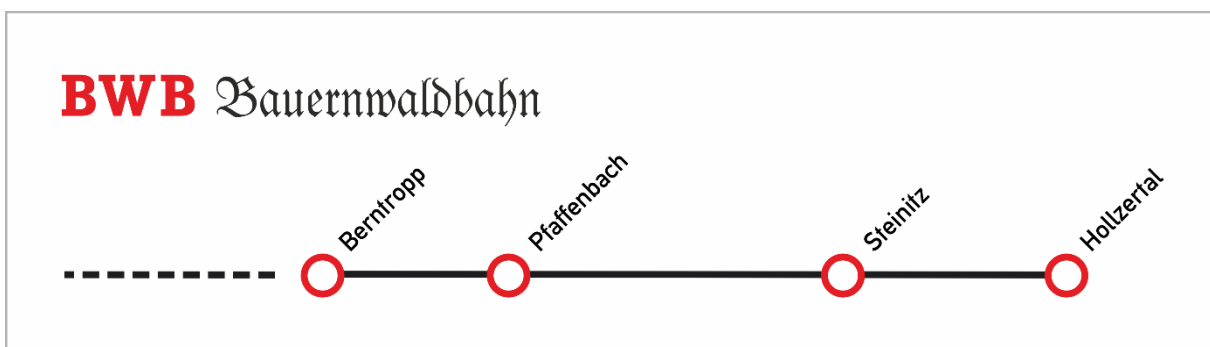 BWB Bauernwaldbahn
Berntropp
Pfaffenbach
Steinitz
Hollzertal